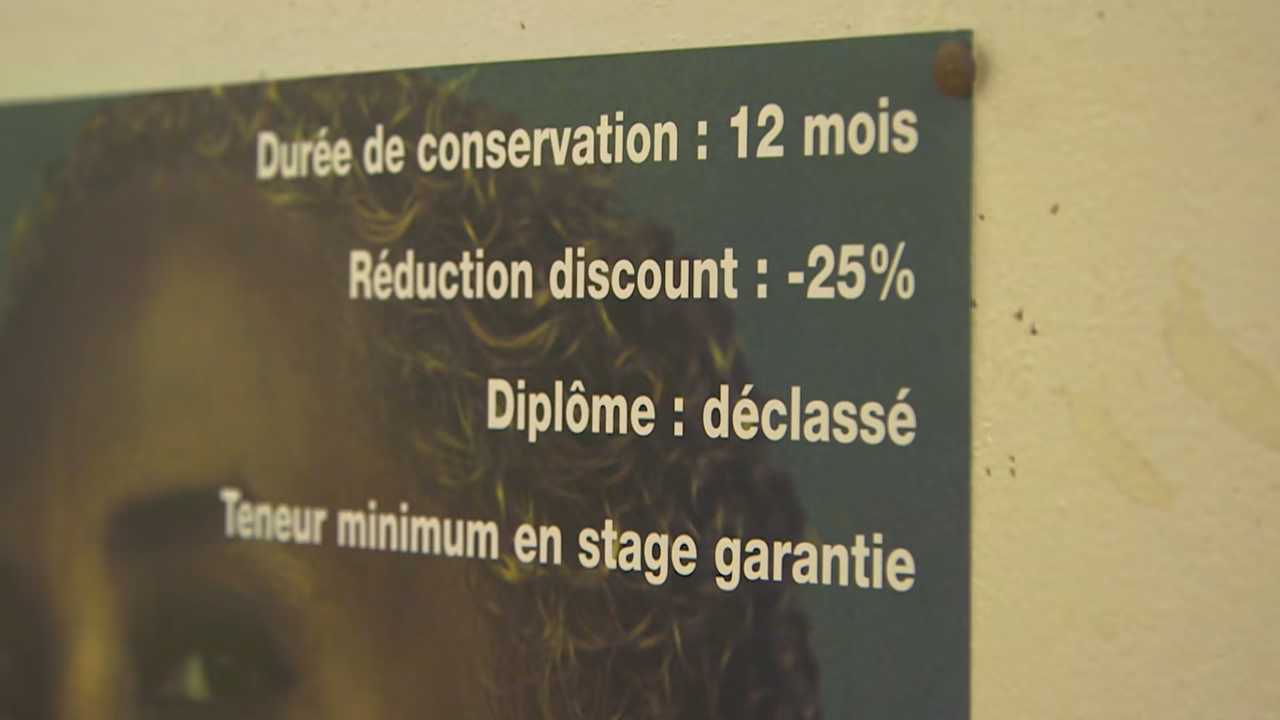 Durée de conservation : 12 mois
Réduction discount : -25%
Diplôme : déclassé
Teneur minimum en stage garantie